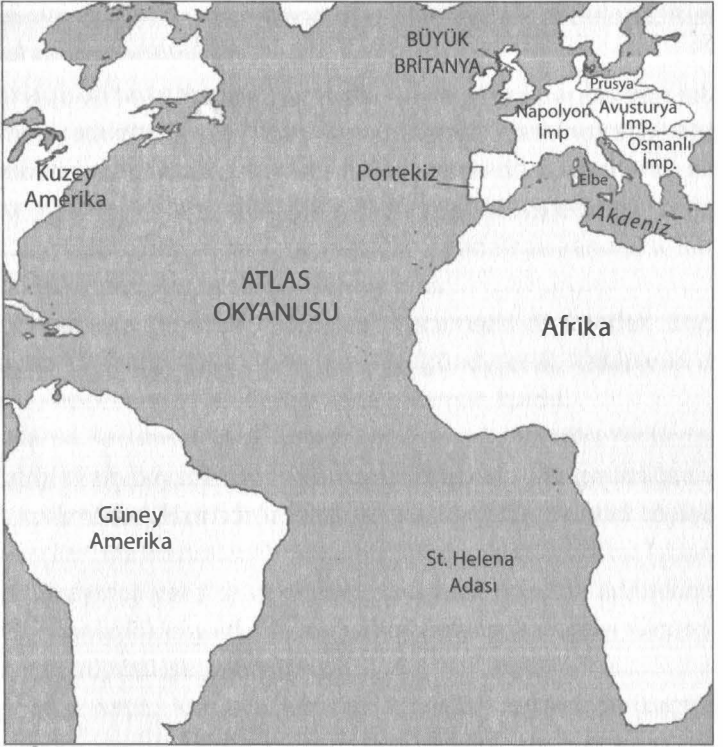 BÜYÜK
BRİTANYA
Prusya
Napolyon
İmp
Avusturya
İmp.
Osmanlı
İmp.
Kuzey
Amerika
Portekiz
Elbe
Akdeniz
ATLAS
OKYANUSU
Afrika
Güney
Amerika
St. Helena
Adası